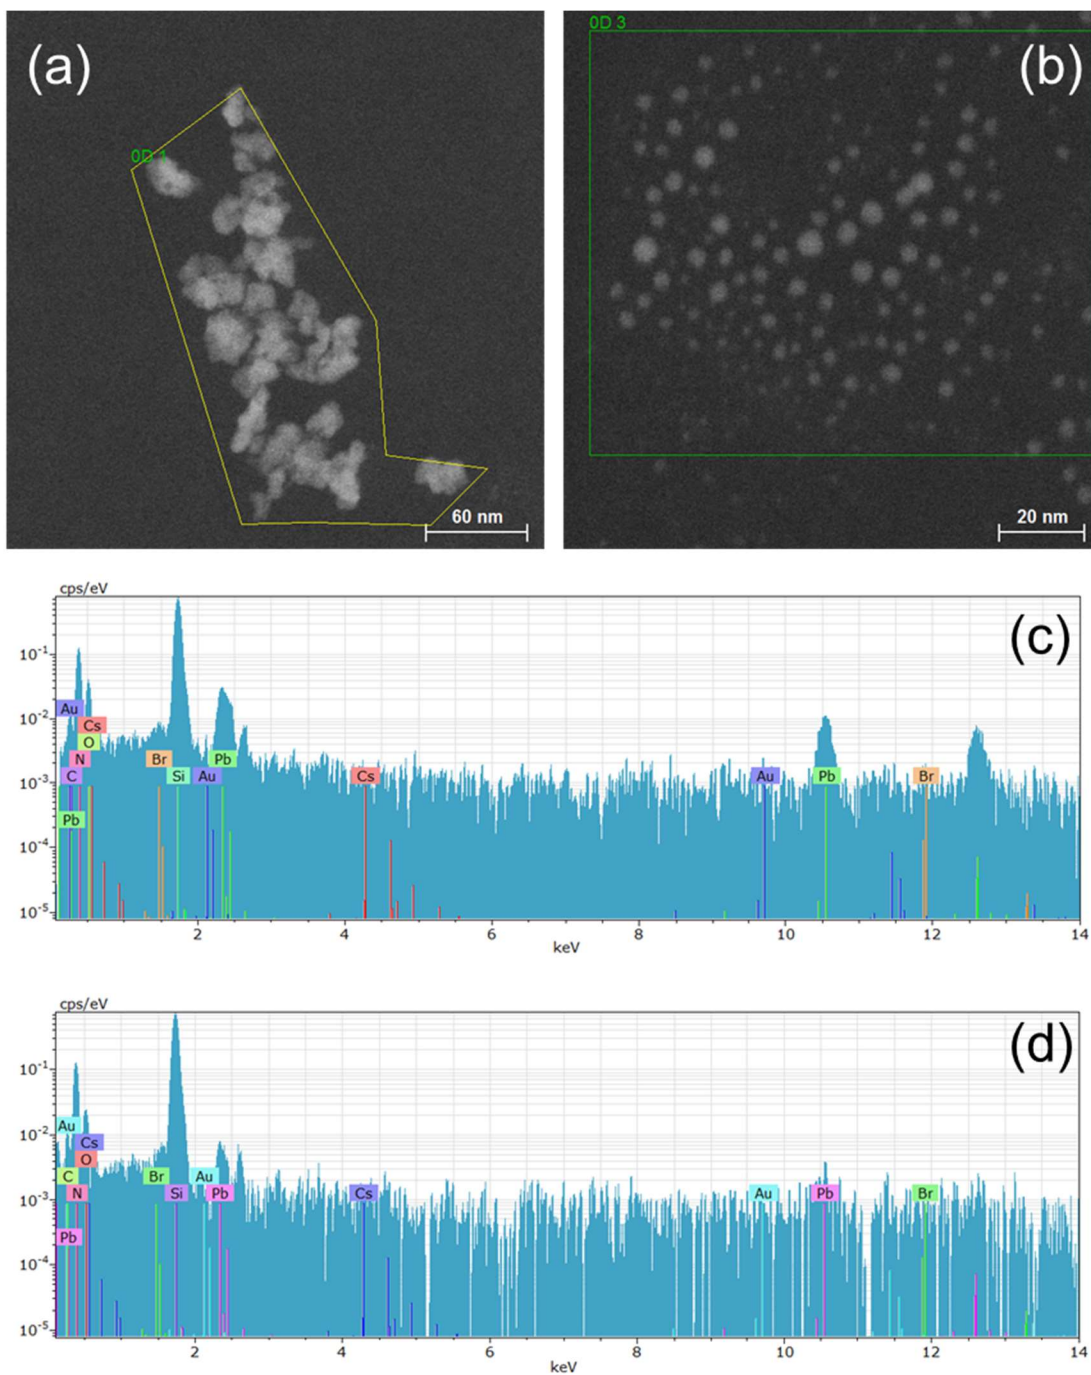 (a)
0D 1
60 nm
0D 3
(b)
20 nm
cps/eV
(c)
10⁻¹
10⁻²
10⁻³
10⁻⁴
10⁻⁵
Au
Cs
O
N
Br
Pb
C
Si
Au
Cs
Au
Pb
Br
Pb
2 4 6 8 10 12 14
keV
cps/eV
(d)
10⁻¹
10⁻²
10⁻³
10⁻⁴
10⁻⁵
Au
Cs
O
C
Br
Au
N
Si
Pb
Cs
Au
Pb
Br
Pb
2 4 6 8 10 12 14
keV